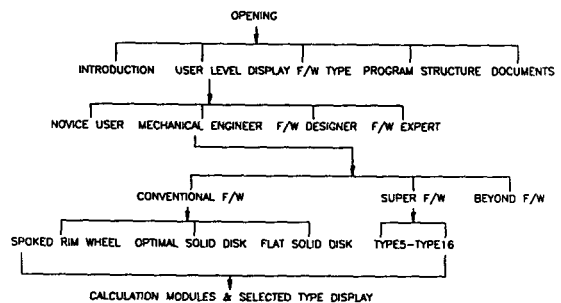 OPENING
INTRODUCTION USER LEVEL DISPLAY F/W TYPE PROGRAM STRUCTURE DOCUMENTS
NOVICE USER MECHANICAL ENGINEER F/W DESIGNER F/W EXPERT
CONVENTIONAL F/W SUPER F/W BEYOND F/W
SPOKED RIM WHEEL OPTIMAL SOLID DISK FLAT SOLID DISK TYPE5-TYPE16
CALCULATION MODULES & SELECTED TYPE DISPLAY